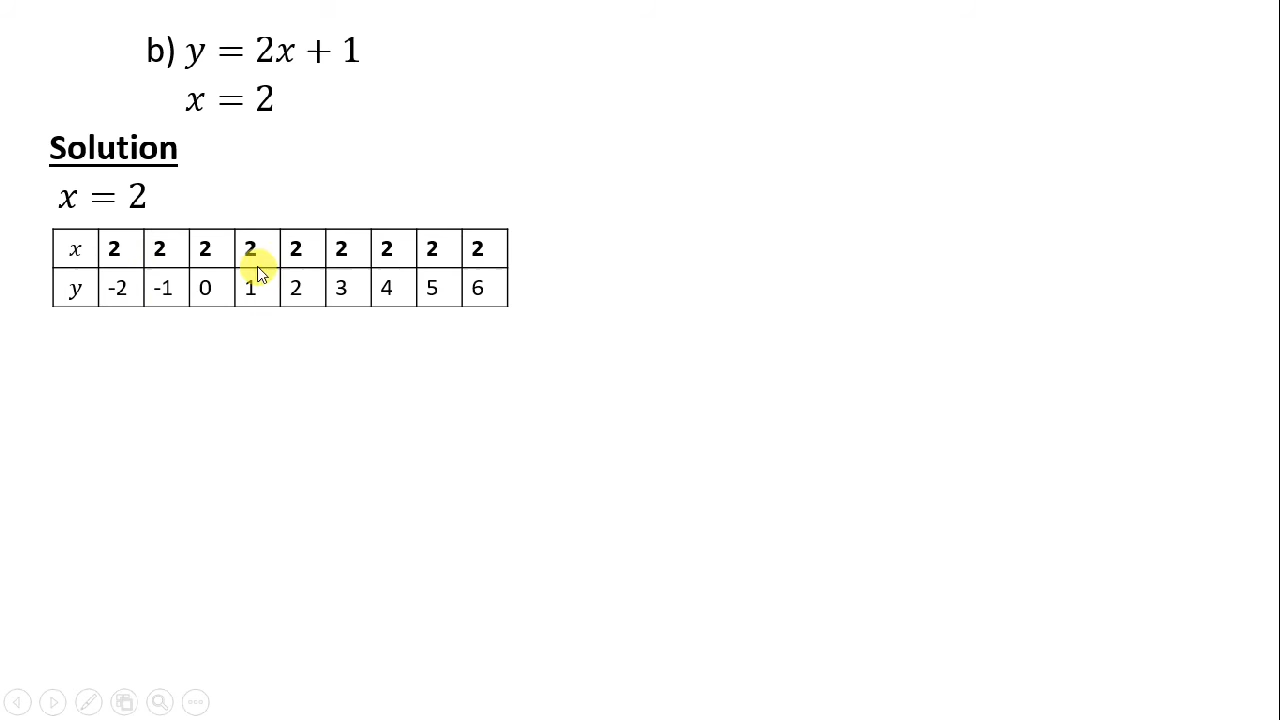 b) y = 2x + 1
x = 2
Solution
x = 2
x 2 2 2 2 2 2 2 2 2
y -2 -1 0 1 2 3 4 5 6